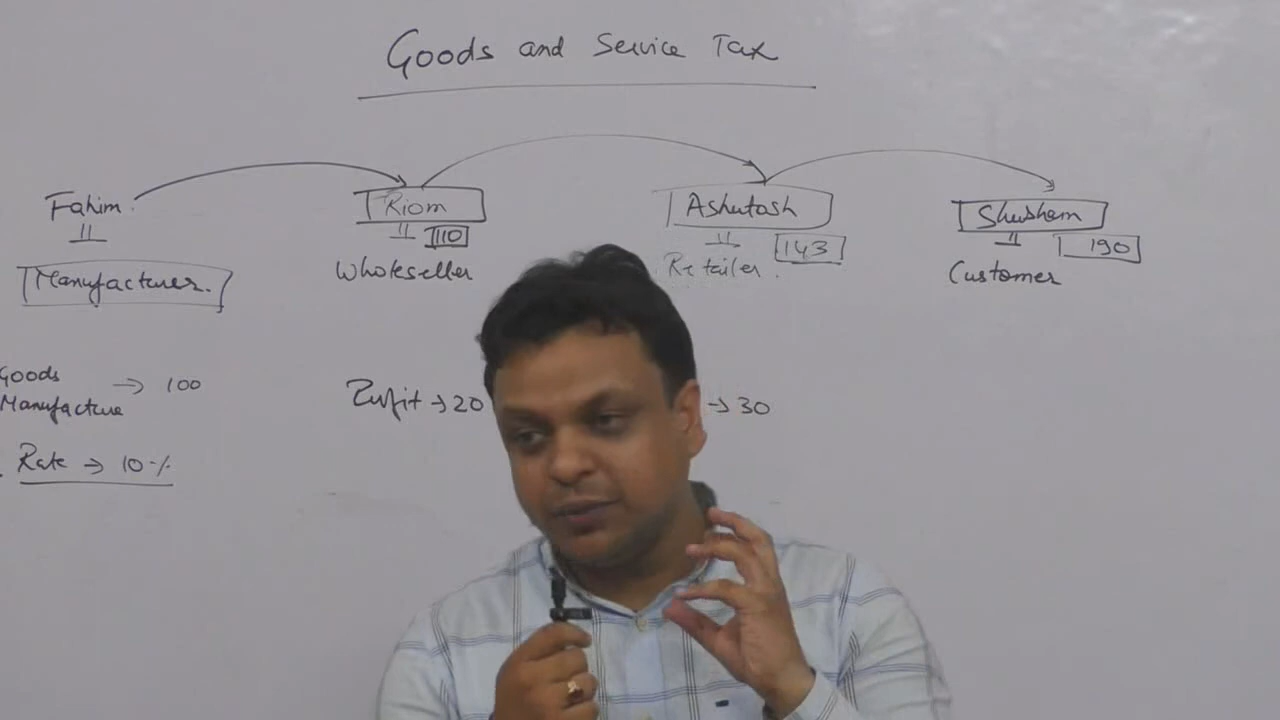 Goods and Service Tax
Fahim. Riom Ashutosh Shubham
110 143 190
Manufacturer. Wholeseller Retailer. Customer
Goods → 100
Manufacture
Profit → 20 → 30
Rate → 10%